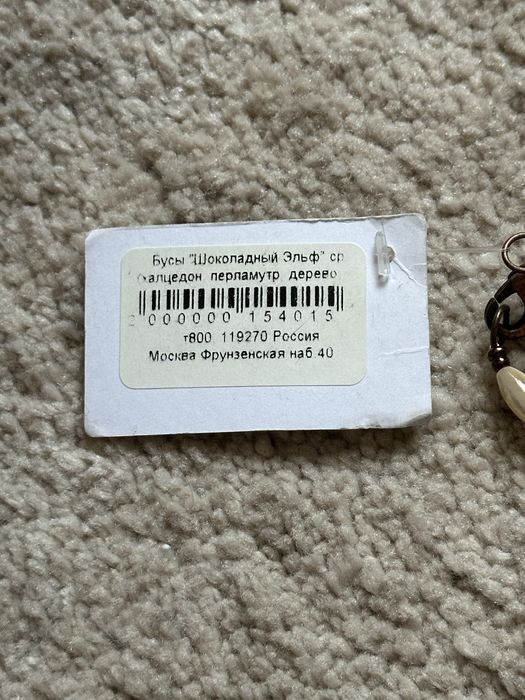 Бусы "Шоколадный Эльф" ср
халцедон перламутр дерево
2 000000 154015
т800 119270 Россия
Москва Фрунзенская наб.40